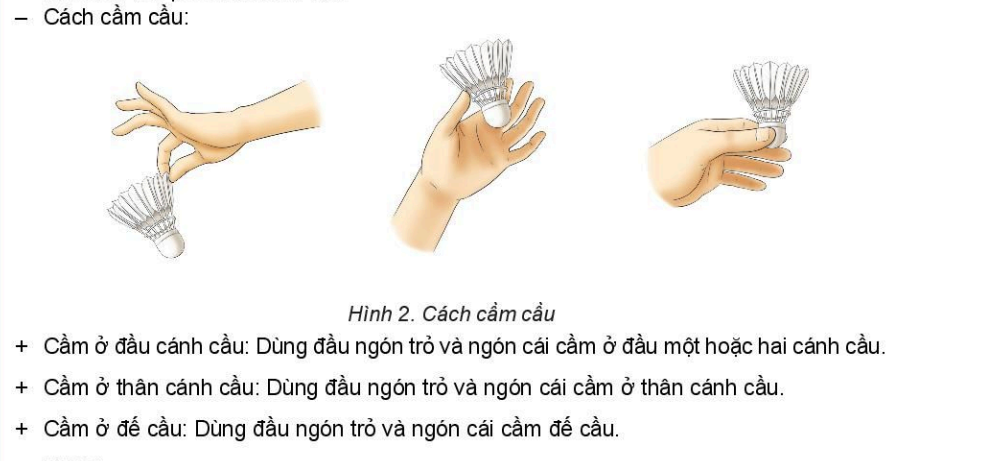 – Cách cầm cầu:
Hình 2. Cách cầm cầu
+ Cầm ở đầu cánh cầu: Dùng đầu ngón trỏ và ngón cái cầm ở đầu một hoặc hai cánh cầu.
+ Cầm ở thân cánh cầu: Dùng đầu ngón trỏ và ngón cái cầm ở thân cánh cầu.
+ Cầm ở đế cầu: Dùng đầu ngón trỏ và ngón cái cầm đế cầu.